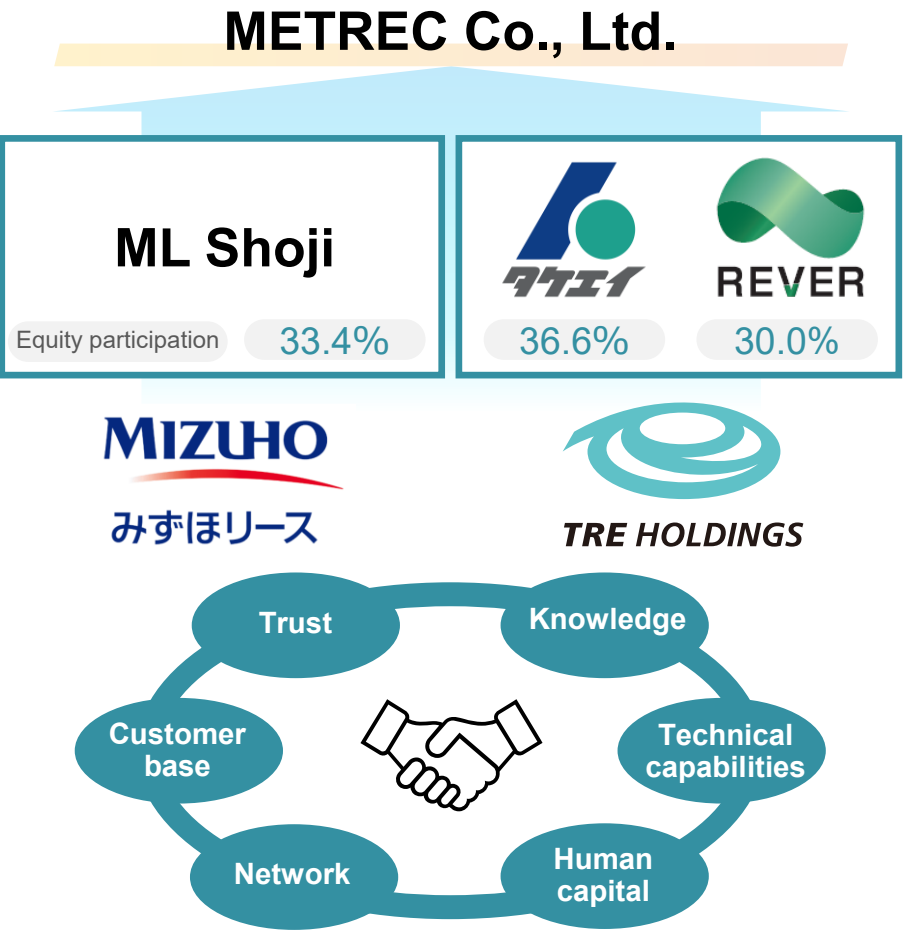 METREC Co., Ltd.
ML Shoji
Equity participation 33.4%
タケエイ
36.6%
REVER
30.0%
MIZUHO
みずほリース
TRE HOLDINGS
Trust
Knowledge
Customer
base
Technical
capabilities
Network
Human
capital